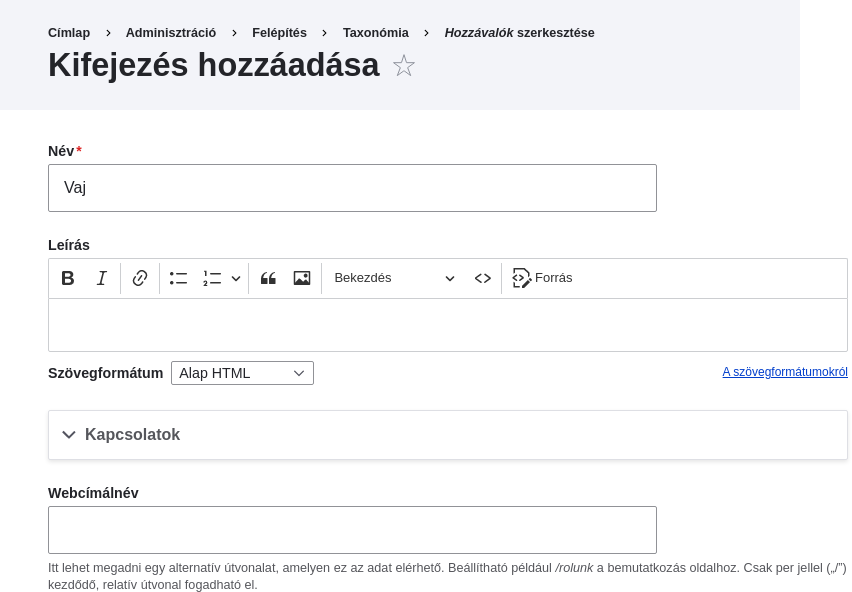 Címlap > Adminisztráció > Felépítés > Taxonómia > Hozzávalók szerkesztése
Kifejezés hozzáadása ☆
Név*
Vaj
Leírás
B I Bekezdés <> Forrás
Szövegformátum Alap HTML A szövegformátumokról
Kapcsolatok
Webcímálnév
Itt lehet megadni egy alternatív útvonalat, amelyen ez az adat elérhető. Beállítható például /rolunk a bemutatkozás oldalhoz. Csak per jellel („/”)
kezdődő, relatív útvonal fogadható el.